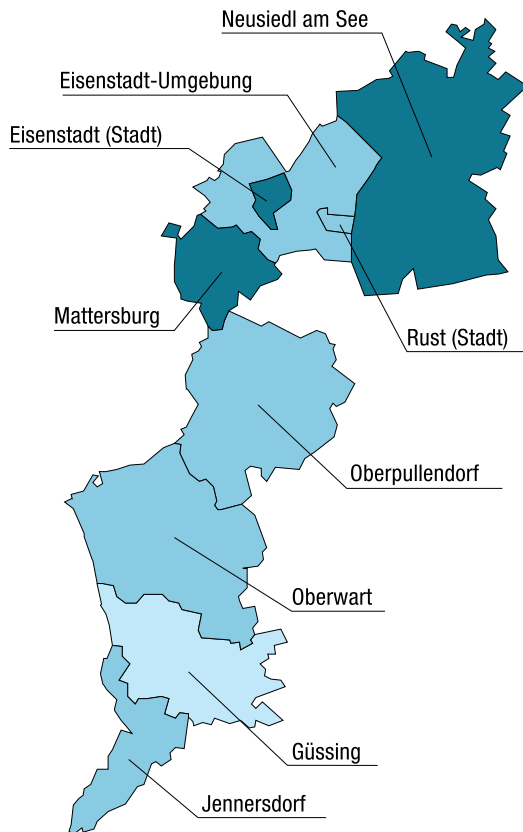 Neusiedl am See
Eisenstadt-Umgebung
Eisenstadt (Stadt)
Mattersburg
Rust (Stadt)
Oberpullendorf
Oberwart
Güssing
Jennersdorf